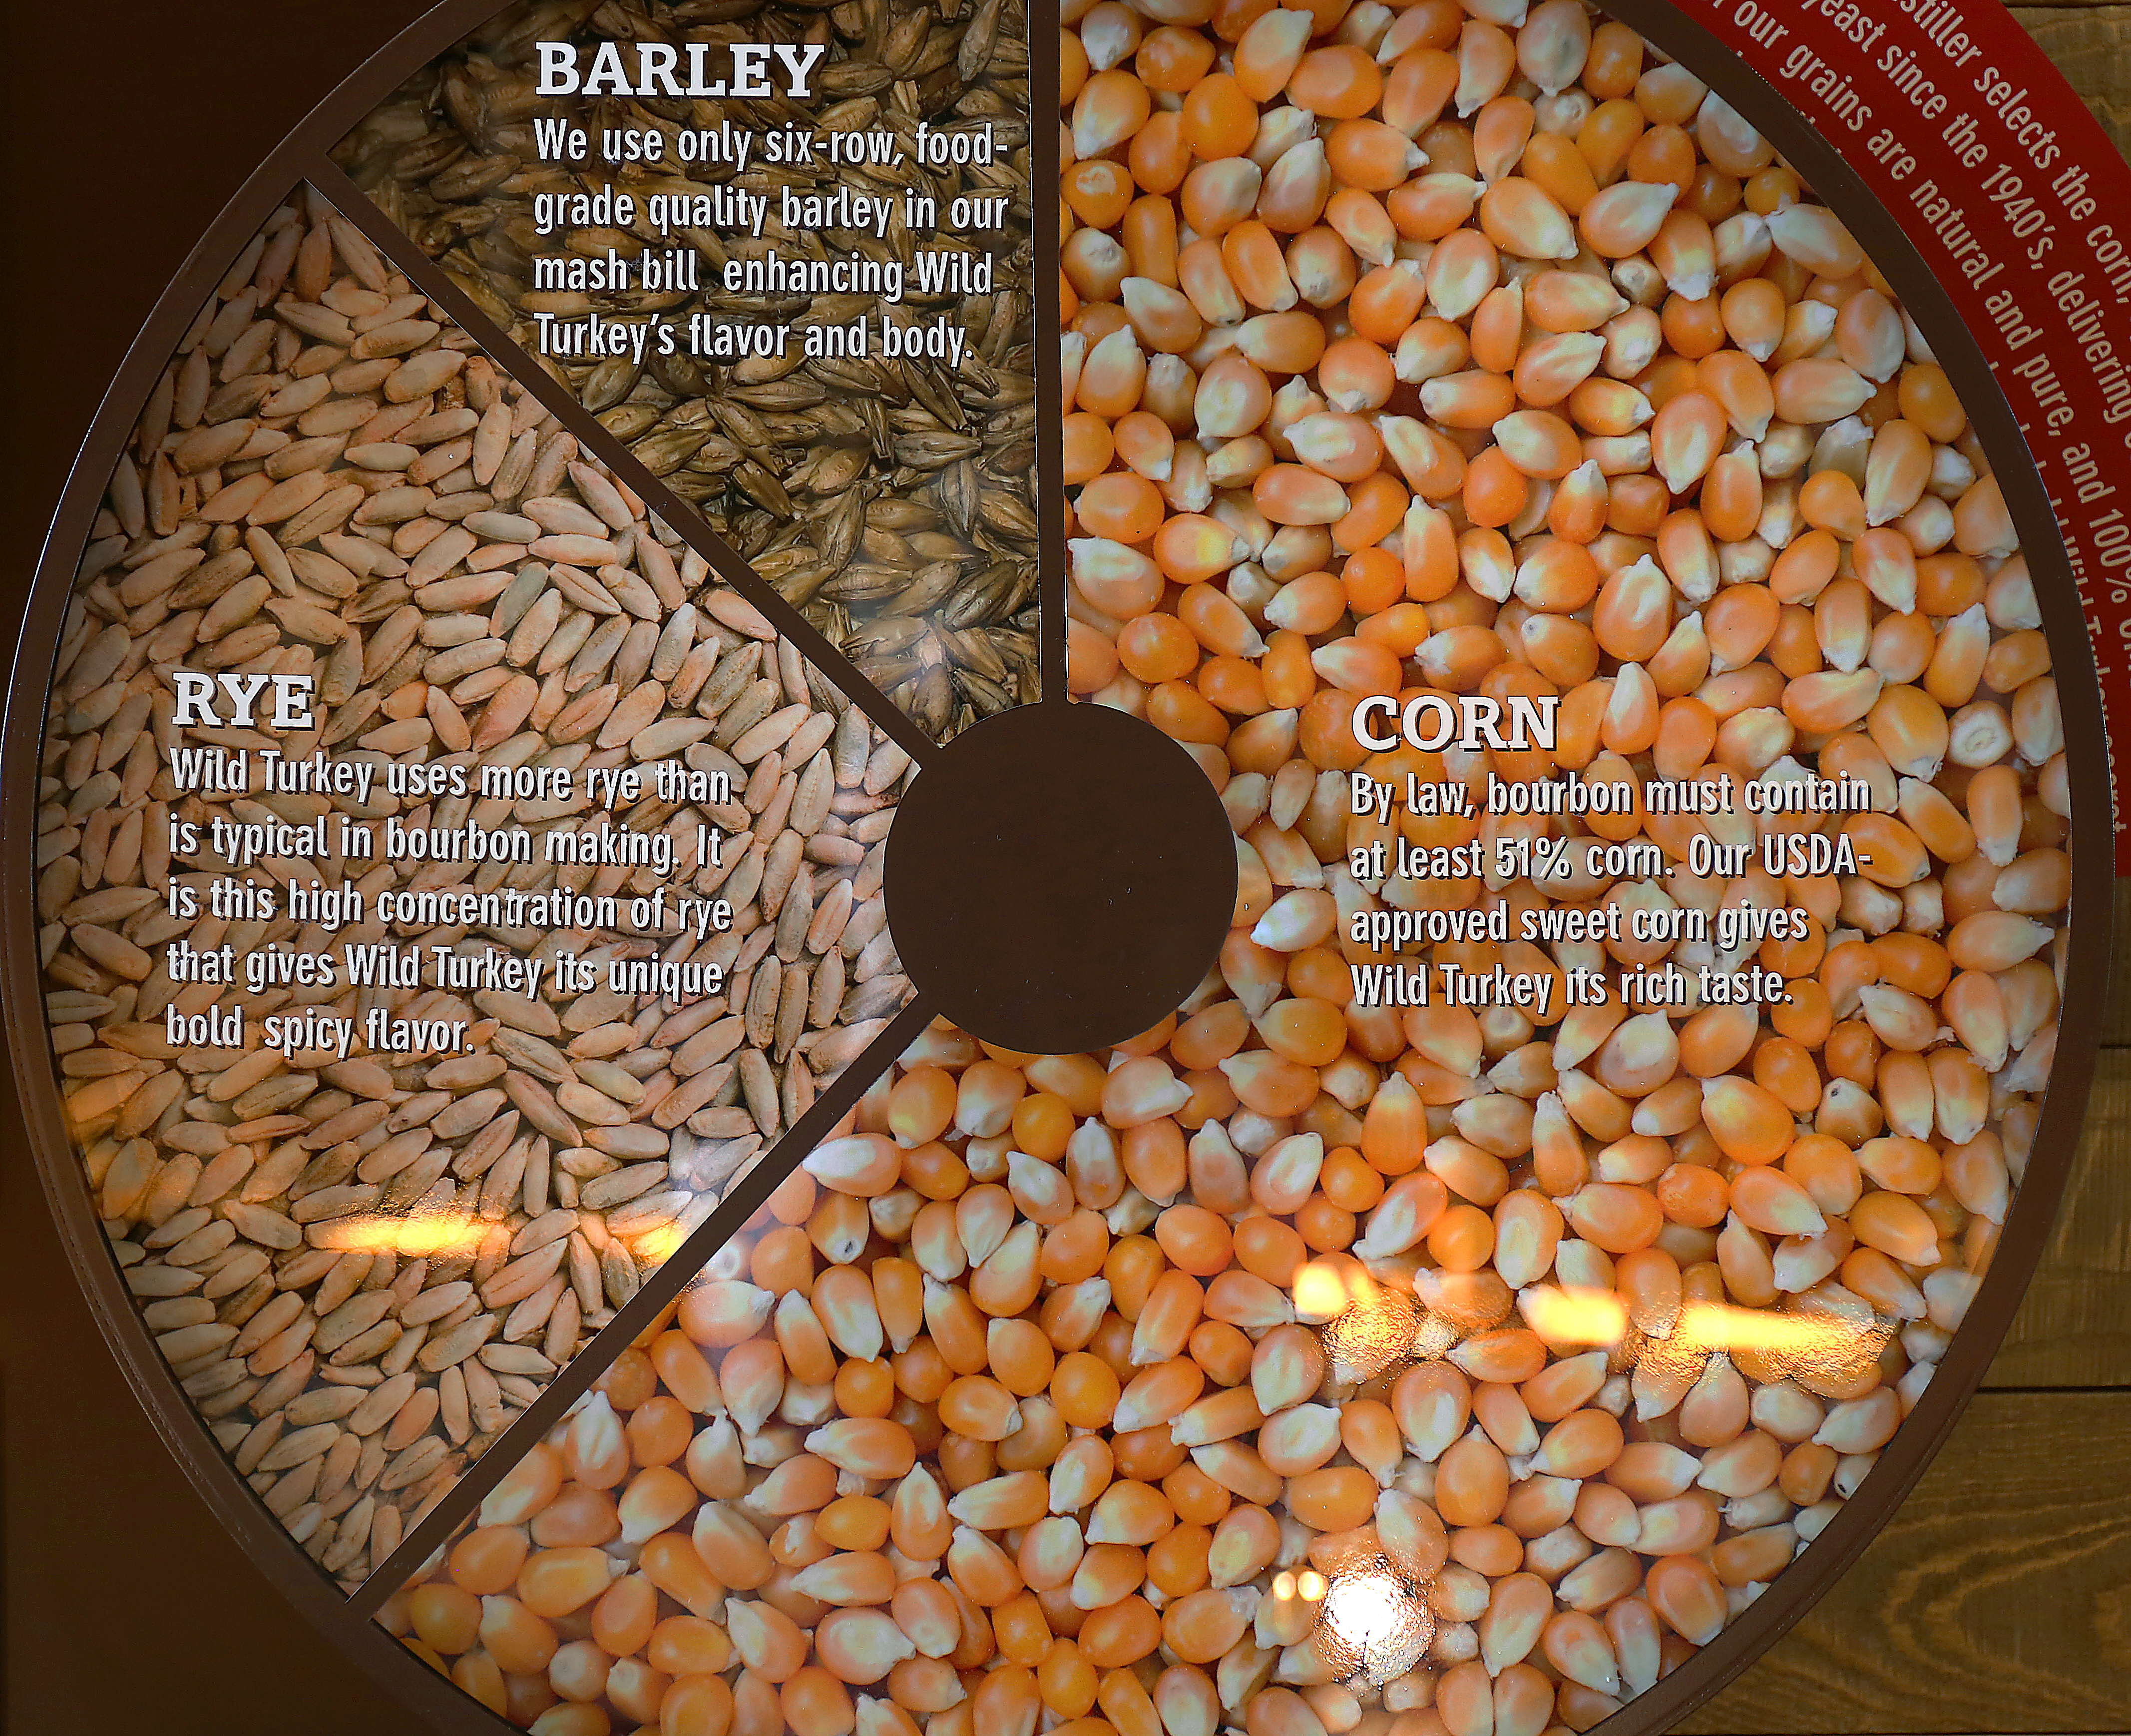 BARLEY
We use only six-row, food-
grade quality barley in our
mash bill enhancing Wild
Turkey's flavor and body.
RYE
Wild Turkey uses more rye than
is typical in bourbon making. It
is this high concentration of rye
that gives Wild Turkey its unique
bold spicy flavor.
CORN
By law, bourbon must contain
at least 51% corn. Our USDA-
approved sweet corn gives
Wild Turkey its rich taste.
selects the corn,
yeast since the 1940's, delivering
our grains are natural and pure, and 100%